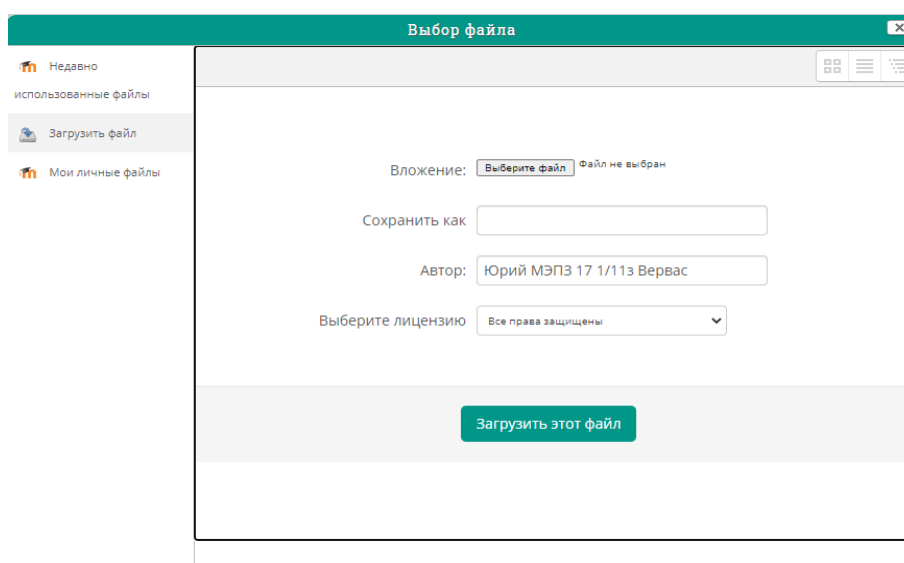 Выбор файла
Недавно
использованные файлы
Загрузить файл
Мои личные файлы
Вложение: Выберите файл Файл не выбран
Сохранить как
Автор: Юрий МЭПЗ 17 1/11з Вервас
Выберите лицензию Все права защищены
Загрузить этот файл